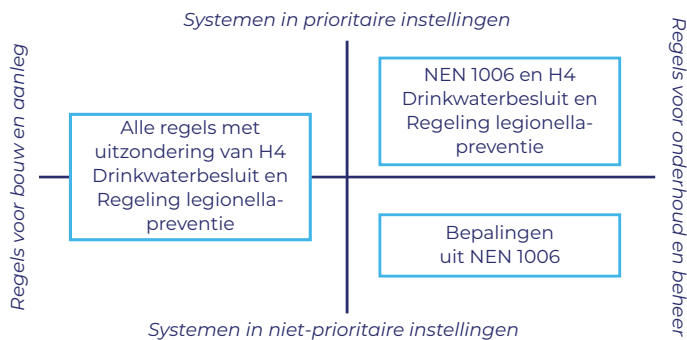 Systemen in prioritaire instellingen
Regels voor bouw en aanleg
Alle regels met
uitzondering van H4
Drinkwaterbesluit en
Regeling legionella-
preventie
NEN 1006 en H4
Drinkwaterbesluit en
Regeling legionella-
preventie
Bepalingen
uit NEN 1006
Regels voor onderhoud en beheer
Systemen in niet-prioritaire instellingen